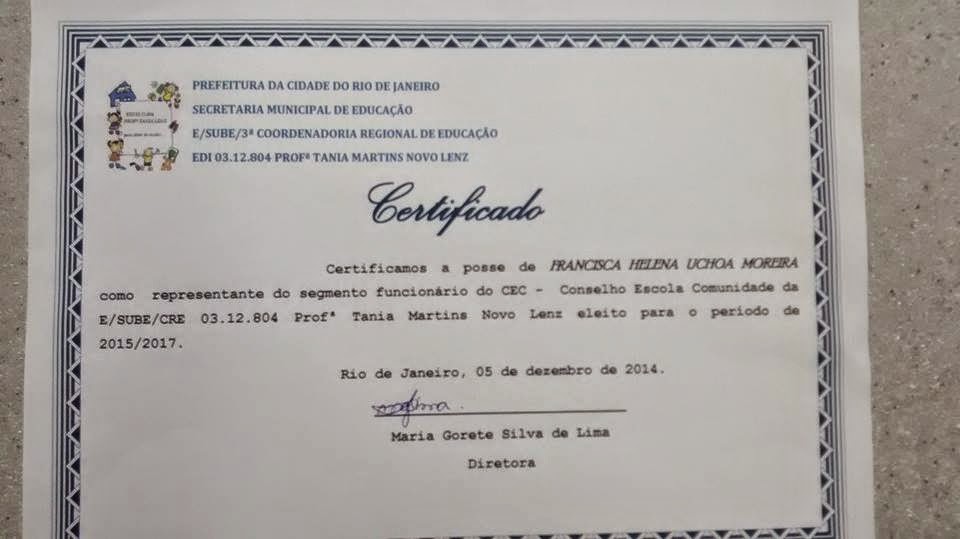 PREFEITURA DA CIDADE DO RIO DE JANEIRO
SECRETARIA MUNICIPAL DE EDUCAÇÃO
E/SUBE/3ª COORDENADORIA REGIONAL DE EDUCAÇÃO
EDI 03.12.804 PROFª TANIA MARTINS NOVO LENZ
Certificado
Certificamos a posse de FRANCISCA HELENA UCHOA MOREIRA
como representante do segmento funcionário do CEC - Conselho Escola Comunidade da
E/SUBE/CRE 03.12.804 Profª Tania Martins Novo Lenz eleito para o periodo de
2015/2017.
Rio de Janeiro, 05 de dezembro de 2014.
Maria Gorete Silva de Lima
Diretora